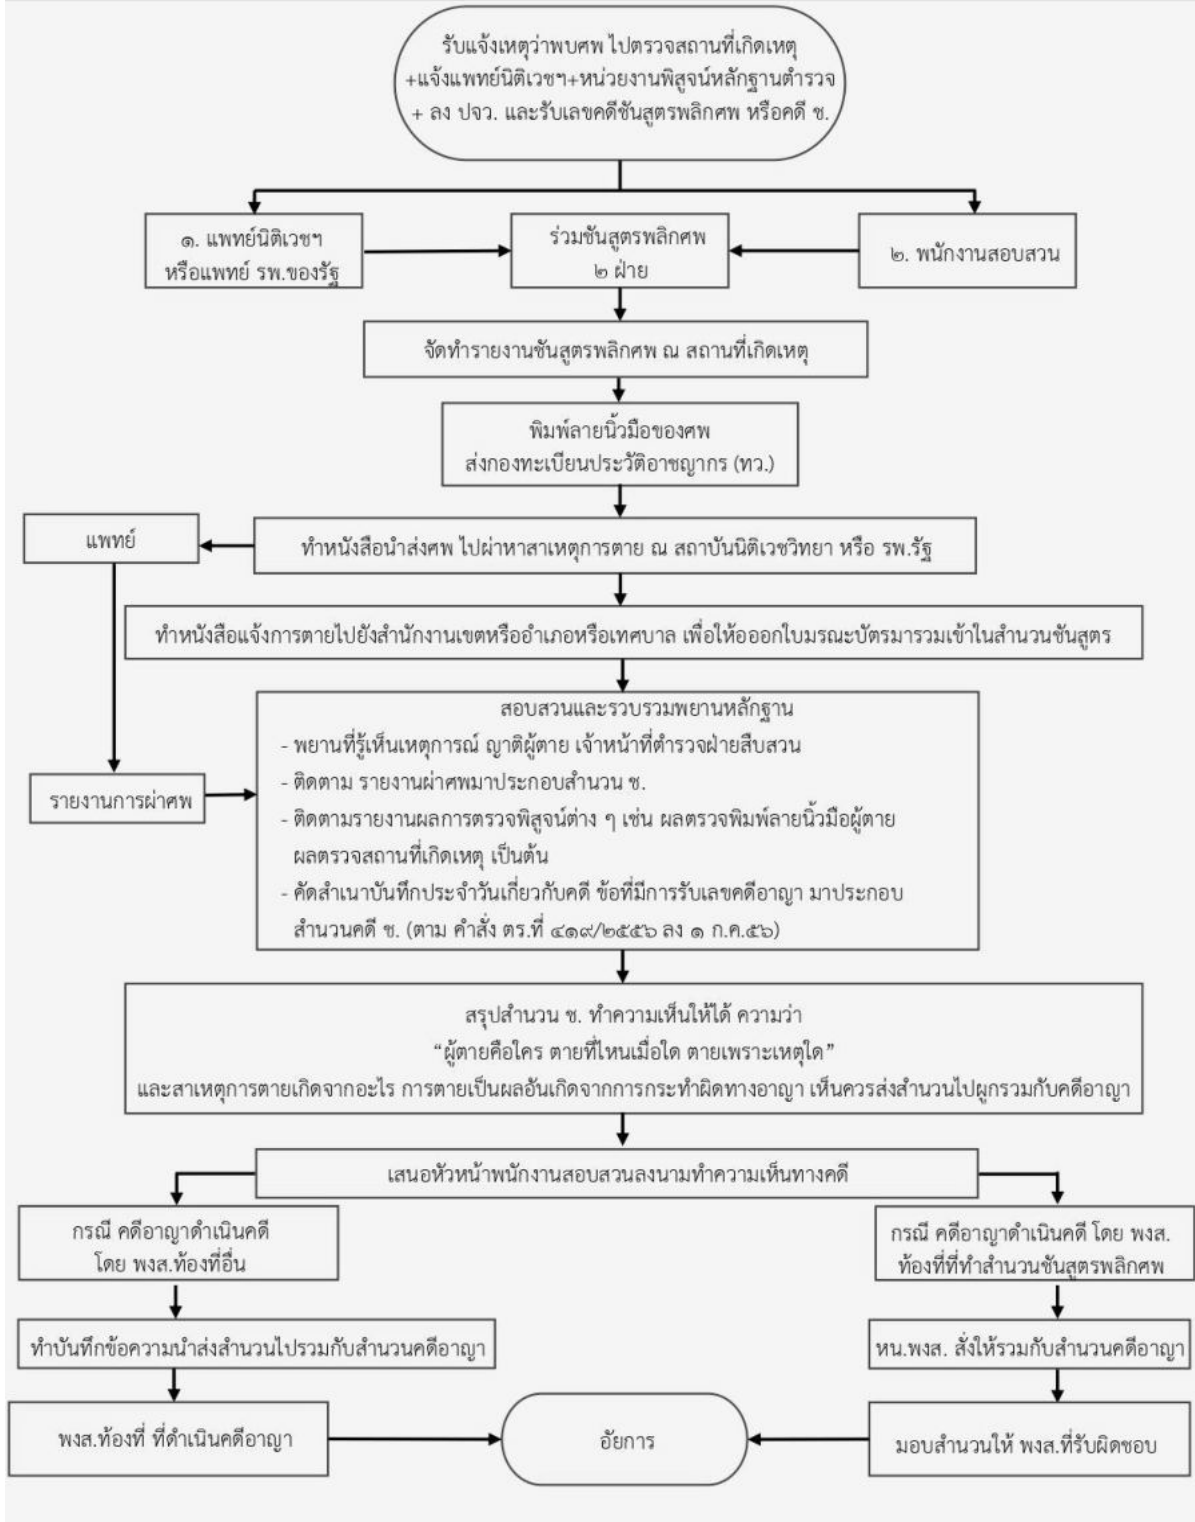 รับแจ้งเหตุว่าพบศพ ไปตรวจสถานที่เกิดเหตุ
+แจ้งแพทย์นิติเวชฯ+หน่วยงานพิสูจน์หลักฐานตำรวจ
+ ลง ปจว. และรับเลขคดีชันสูตรพลิกศพ หรือคดี ช.
๑. แพทย์นิติเวชฯ
หรือแพทย์ รพ.ของรัฐ
ร่วมชันสูตรพลิกศพ
๒ ฝ่าย
๒. พนักงานสอบสวน
จัดทำรายงานชันสูตรพลิกศพ ณ สถานที่เกิดเหตุ
พิมพ์ลายนิ้วมือของศพ
ส่งกองทะเบียนประวัติอาชญากร (ทว.)
แพทย์
ทำหนังสือนำส่งศพ ไปผ่าหาสาเหตุการตาย ณ สถาบันนิติเวชวิทยา หรือ รพ.รัฐ
ทำหนังสือแจ้งการตายไปยังสำนักงานเขตหรืออำเภอหรือเทศบาล เพื่อให้อออกใบมรณะบัตรมารวมเข้าในสำนวนชันสูตร
สอบสวนและรวบรวมพยานหลักฐาน
- พยานที่รู้เห็นเหตุการณ์ ญาติผู้ตาย เจ้าหน้าที่ตำรวจฝ่ายสืบสวน
- ติดตาม รายงานผ่าศพมาประกอบสำนวน ช.
- ติดตามรายงานผลการตรวจพิสูจน์ต่าง ๆ เช่น ผลตรวจพิมพ์ลายนิ้วมือผู้ตาย
ผลตรวจสถานที่เกิดเหตุ เป็นต้น
- คัดสำเนาบันทึกประจำวันเกี่ยวกับคดี ข้อที่มีการรับเลขคดีอาญา มาประกอบ
สำนวนคดี ช. (ตาม คำสั่ง ตร.ที่ ๔๑๙/๒๕๕๖ ลง ๑ ก.ค.๕๖)
รายงานการผ่าศพ
สรุปสำนวน ช. ทำความเห็นให้ได้ ความว่า
“ผู้ตายคือใคร ตายที่ไหนเมื่อใด ตายเพราะเหตุใด”
และสาเหตุการตายเกิดจากอะไร การตายเป็นผลอันเกิดจากการกระทำผิดทางอาญา เห็นควรส่งสำนวนไปผูกรวมกับคดีอาญา
เสนอหัวหน้าพนักงานสอบสวนลงนามทำความเห็นทางคดี
กรณี คดีอาญาดำเนินคดี
โดย พงส.ท้องที่อื่น
กรณี คดีอาญาดำเนินคดี โดย พงส.
ท้องที่ที่ทำสำนวนชันสูตรพลิกศพ
ทำบันทึกข้อความนำส่งสำนวนไปรวมกับสำนวนคดีอาญา
หน.พงส. สั่งให้รวมกับสำนวนคดีอาญา
พงส.ท้องที่ ที่ดำเนินคดีอาญา
อัยการ
มอบสำนวนให้ พงส.ที่รับผิดชอบ